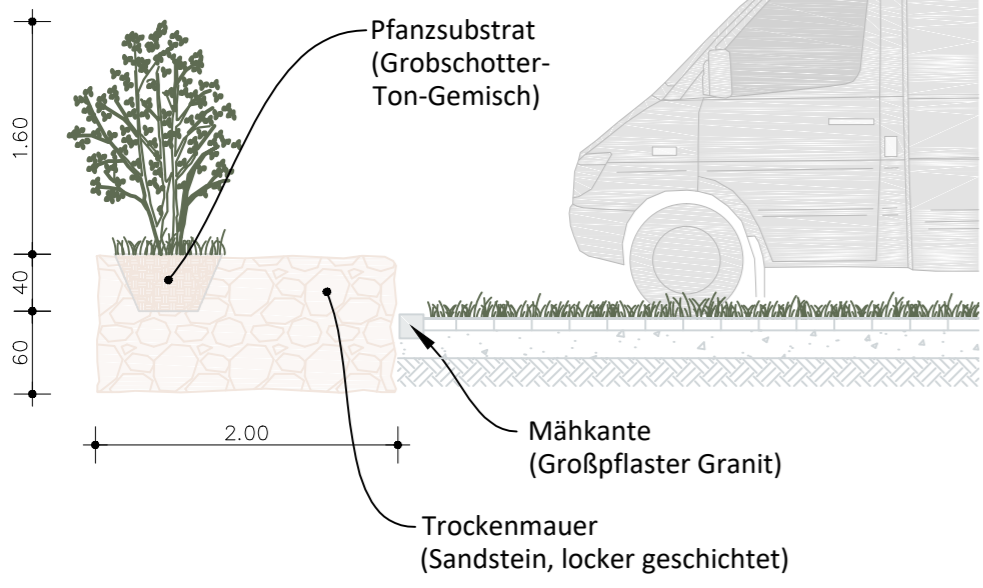 Pfanzsubstrat
(Grobschotter-
Ton-Gemisch)
1.60
40
60
2.00
Mähkante
(Großpflaster Granit)
Trockenmauer
(Sandstein, locker geschichtet)